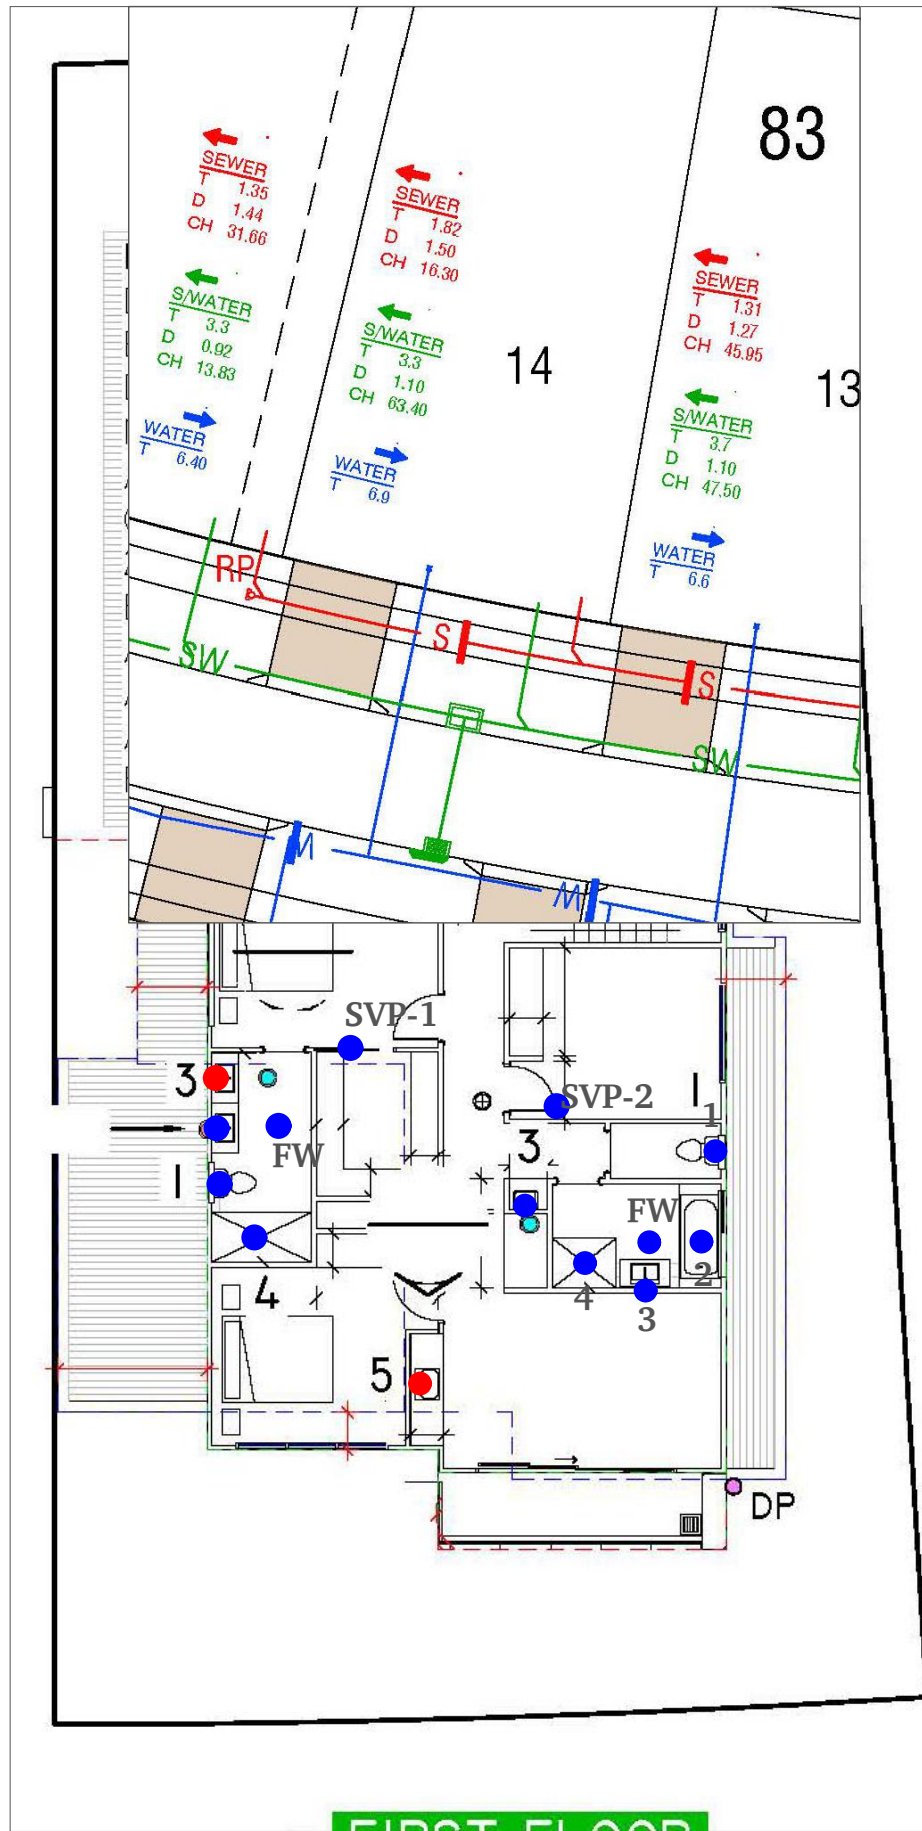 83
SEWER
T 1.35
D 1.44
CH 31.66
SEWER
T 1.82
D 1.50
CH 16.30
SEWER
T 1.31
D 1.27
CH 45.95
S/WATER
T 3.3
D 0.92
CH 13.83
S/WATER
T 3.3
D 1.10
CH 63.40
14
13
S/WATER
T 3.7
D 1.10
CH 47.50
WATER
T 6.40
WATER
T 6.9
WATER
T 6.6
RP
S
S
SW
SW
M
M
SVP-1
3
SVP-2
1
1
FW
3
FW
2
4
4
3
5
DP
FIRST FLOOR